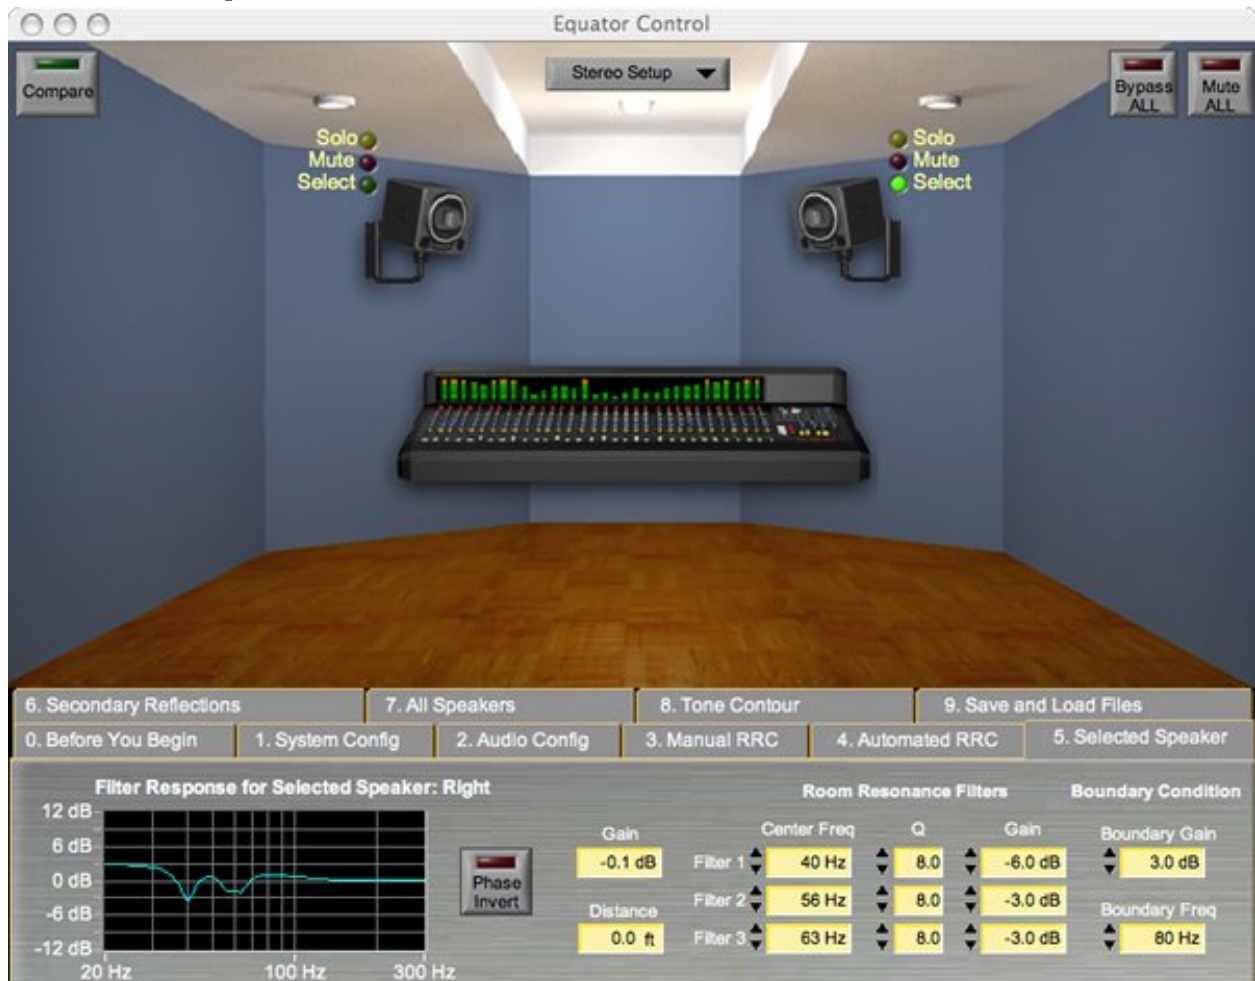 Equator Control
Compare
Stereo Setup
Bypass ALL
Mute ALL
Solo
Mute
Select
Solo
Mute
Select
6. Secondary Reflections
7. All Speakers
8. Tone Contour
9. Save and Load Files
0. Before You Begin
1. System Config
2. Audio Config
3. Manual RRC
4. Automated RRC
5. Selected Speaker
Filter Response for Selected Speaker: Right
12 dB
6 dB
0 dB
-6 dB
-12 dB
20 Hz
100 Hz
300 Hz
Phase Invert
Gain
-0.1 dB
Distance
0.0 ft
Room Resonance Filters
Center Freq Q Gain
Filter 1 40 Hz 8.0 -6.0 dB
Filter 2 56 Hz 8.0 -3.0 dB
Filter 3 63 Hz 8.0 -3.0 dB
Boundary Condition
Boundary Gain
3.0 dB
Boundary Freq
80 Hz